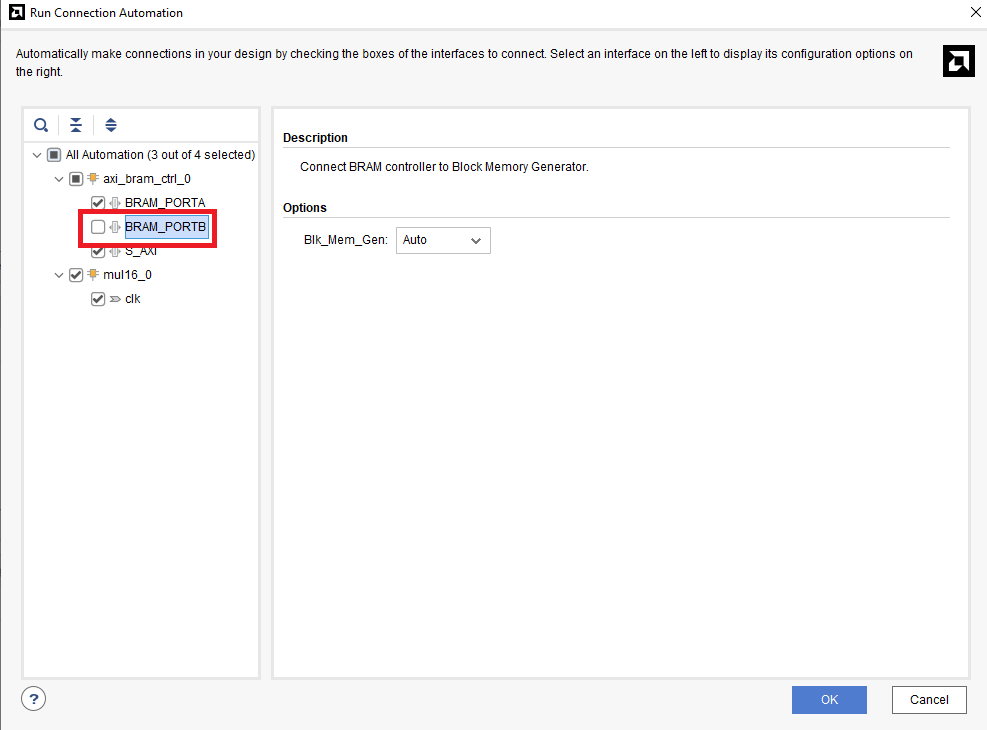 Run Connection Automation
Automatically make connections in your design by checking the boxes of the interfaces to connect. Select an interface on the left to display its configuration options on
the right.
All Automation (3 out of 4 selected)
axi_bram_ctrl_0
BRAM_PORTA
BRAM_PORTB
S_AXI
mul16_0
clk
Description
Connect BRAM controller to Block Memory Generator.
Options
Blk_Mem_Gen: Auto
?
OK
Cancel